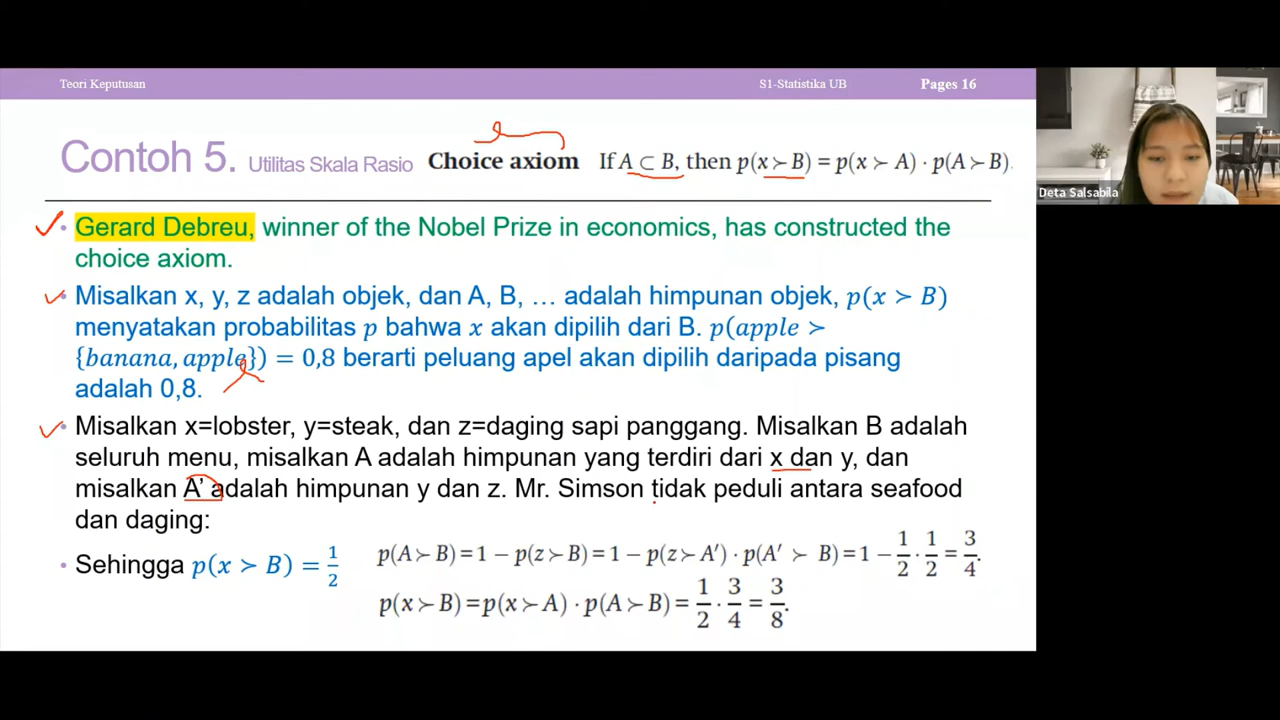 Teori Keputusan S1-Statistika UB Pages 16
Contoh 5. Utilitas Skala Rasio Choice axiom If A ⊂ B, then p(x ≻ B) = p(x ≻ A) · p(A ≻ B).
• Gerard Debreu, winner of the Nobel Prize in economics, has constructed the
choice axiom.
• Misalkan x, y, z adalah objek, dan A, B, … adalah himpunan objek, p(x ≻ B)
menyatakan probabilitas p bahwa x akan dipilih dari B. p(apple ≻
{banana, apple}) = 0,8 berarti peluang apel akan dipilih daripada pisang
adalah 0,8.
• Misalkan x=lobster, y=steak, dan z=daging sapi panggang. Misalkan B adalah
seluruh menu, misalkan A adalah himpunan yang terdiri dari x dan y, dan
misalkan A' adalah himpunan y dan z. Mr. Simson tidak peduli antara seafood
dan daging:
• Sehingga p(x ≻ B) = 1/2
p(A ≻ B) = 1 − p(z ≻ B) = 1 − p(z ≻ A′) · p(A′ ≻ B) = 1 − 1/2 · 1/2 = 3/4.
p(x ≻ B) = p(x ≻ A) · p(A ≻ B) = 1/2 · 3/4 = 3/8.
Deta Salsabila